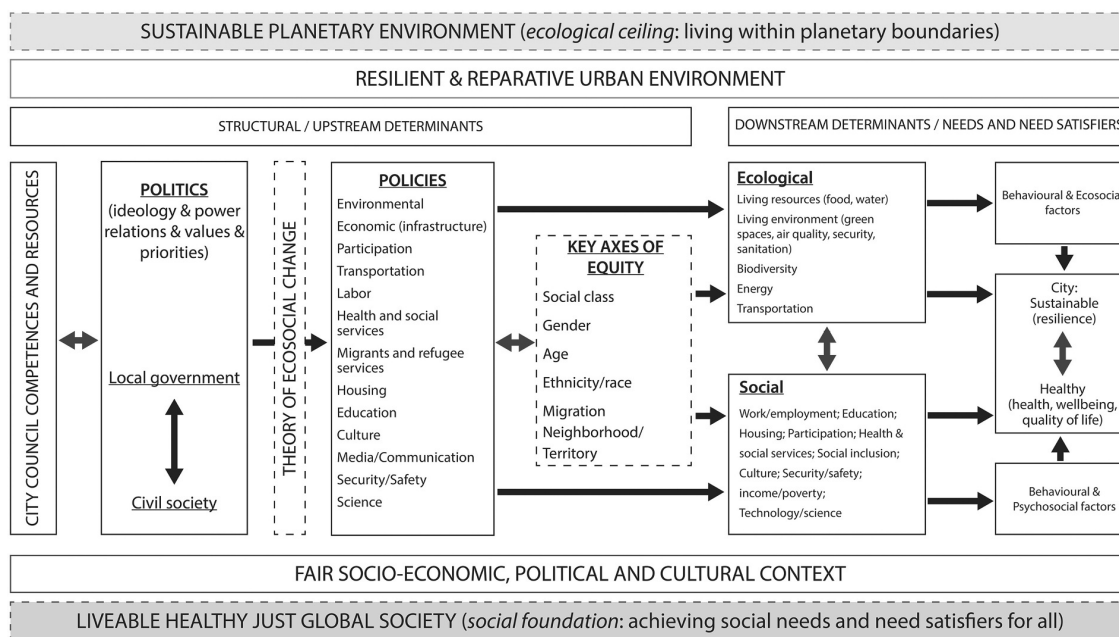 SUSTAINABLE PLANETARY ENVIRONMENT (ecological ceiling: living within planetary boundaries)
RESILIENT & REPARATIVE URBAN ENVIRONMENT
STRUCTURAL / UPSTREAM DETERMINANTS
DOWNSTREAM DETERMINANTS / NEEDS AND NEED SATISFIERS
CITY COUNCIL COMPETENCES AND RESOURCES
POLITICS
(ideology & power
relations & values &
priorities)
Local government
Civil society
THEORY OF ECOSOCIAL CHANGE
POLICIES
Environmental
Economic (infrastructure)
Participation
Transportation
Labor
Health and social
services
Migrants and refugee
services
Housing
Education
Culture
Media/Communication
Security/Safety
Science
KEY AXES OF
EQUITY
Social class
Gender
Age
Ethnicity/race
Migration
Neighborhood/
Territory
Ecological
Living resources (food, water)
Living environment (green
spaces, air quality, security,
sanitation)
Biodiversity
Energy
Transportation
Social
Work/employment; Education;
Housing; Participation; Health &
social services; Social inclusion;
Culture; Security/safety;
income/poverty;
Technology/science
Behavioural & Ecosocial
factors
City:
Sustainable
(resilience)
Healthy
(health, wellbeing,
quality of life)
Behavioural &
Psychosocial factors
FAIR SOCIO-ECONOMIC, POLITICAL AND CULTURAL CONTEXT
LIVEABLE HEALTHY JUST GLOBAL SOCIETY (social foundation: achieving social needs and need satisfiers for all)